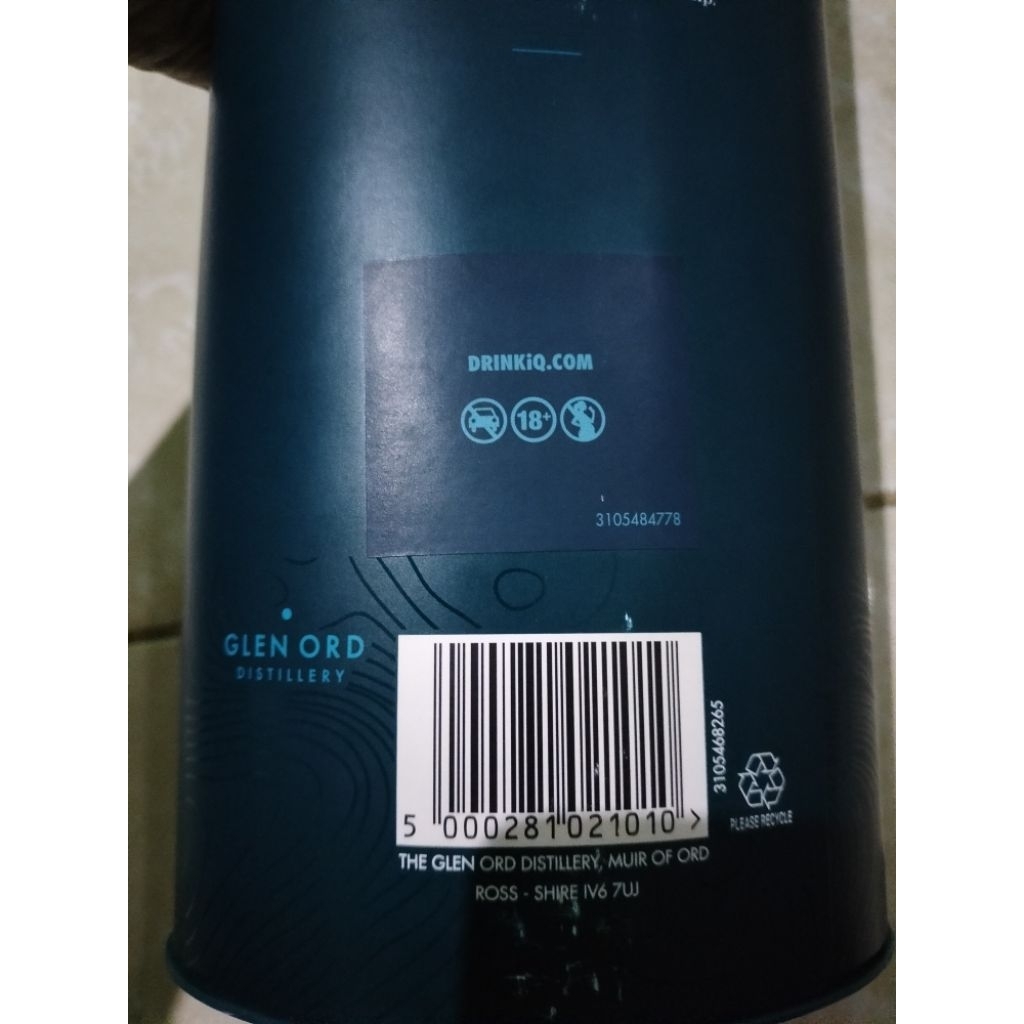 DRINKiQ.COM
18+
3105484778
GLEN ORD
DISTILLERY
5 000281 021010 >
3105468265
PLEASE RECYCLE
THE GLEN ORD DISTILLERY, MUIR OF ORD
ROSS - SHIRE IV6 7UJ